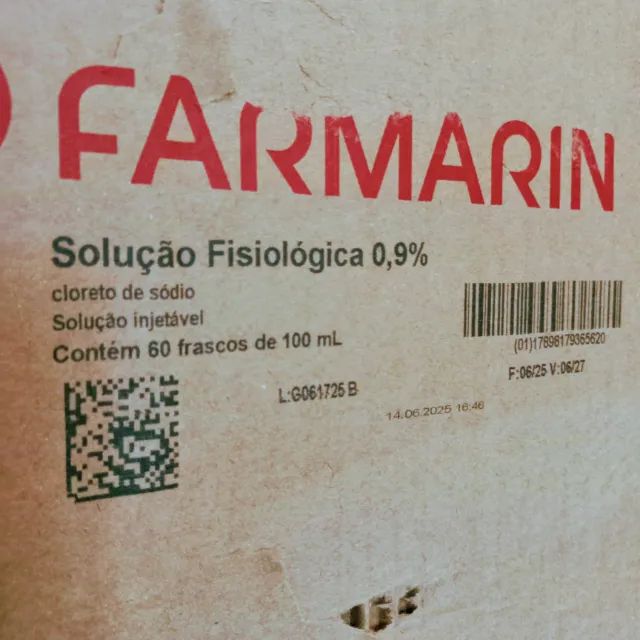 FARMARIN
Solução Fisiológica 0,9%
cloreto de sódio
Solução injetável
Contém 60 frascos de 100 mL
(01)17898179365620
L:G061725 B
F:06/25 V:06/27
14.06.2025 16:46